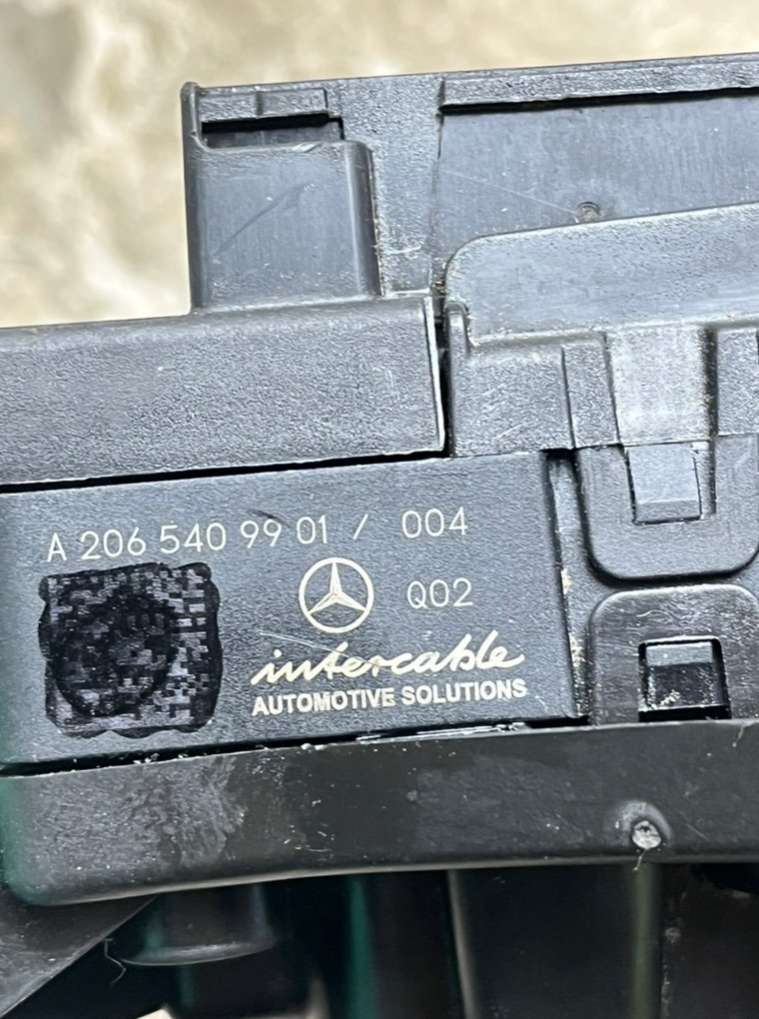 A 206 540 99 01 / 004
Q02
intercable
AUTOMOTIVE SOLUTIONS